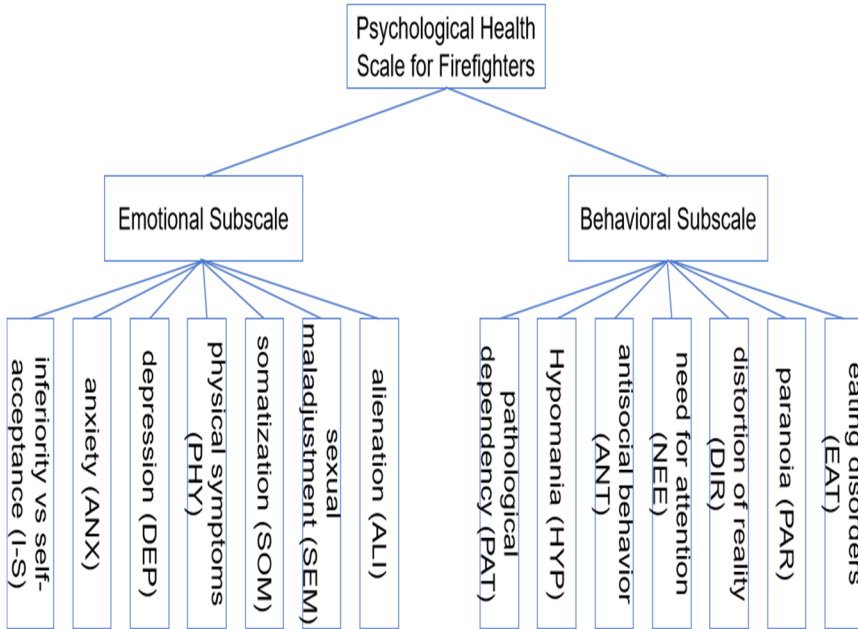 Psychological Health
Scale for Firefighters
Emotional Subscale
Behavioral Subscale
inferiority vs self-
acceptance (I-S)
anxiety (ANX)
depression (DEP)
physical symptoms
(PHY)
somatization (SOM)
sexual
maladjustment (SEM)
alienation (ALI)
pathological
dependency (PAT)
Hypomania (HYP)
antisocial behavior
(ANT)
need for attention
(NEE)
distortion of reality
(DIR)
paranoia (PAR)
eating disorders
(EAT)